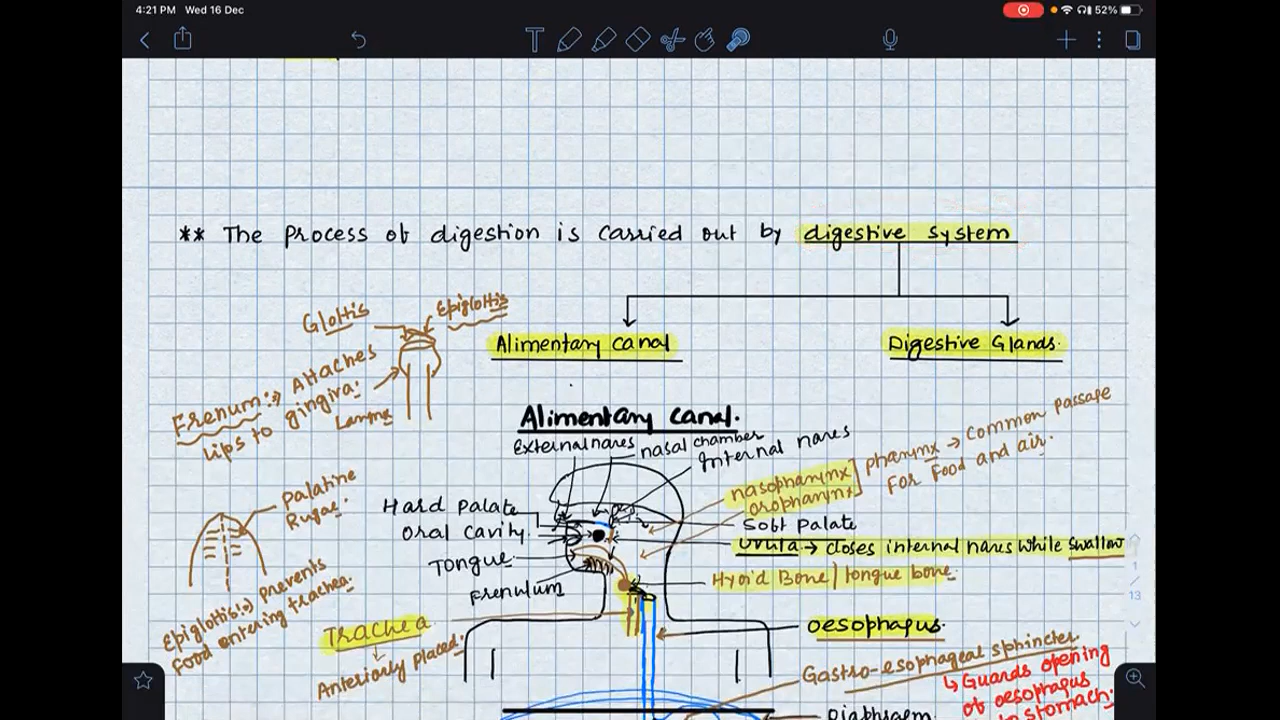 4:21 PM Wed 16 Dec
52%
** The process of digestion is carried out by digestive system
Alimentary canal
Digestive Glands.
Glottis
Epiglottis
Larynx
Frenum:→ Attaches
lips to gingiva.
Alimentary canal.
External nares
nasal chamber
Internal nares
nasopharynx
oropharynx
pharynx → Common passage
For Food and air.
Hard Palate
oral cavity
Tongue
Frenulum
Soft Palate
Uvula → closes internal nares while swallow
Hyoid Bone/tongue bone.
Palatine
Rugae.
Epiglottis:→ prevents
food entering trachea.
Trachea
Anteriorly placed.
oesophagus.
Gastro-esophageal sphincter
↳ Guards opening
of oesophagus
to stomach.
Diaphragm
1
/
13